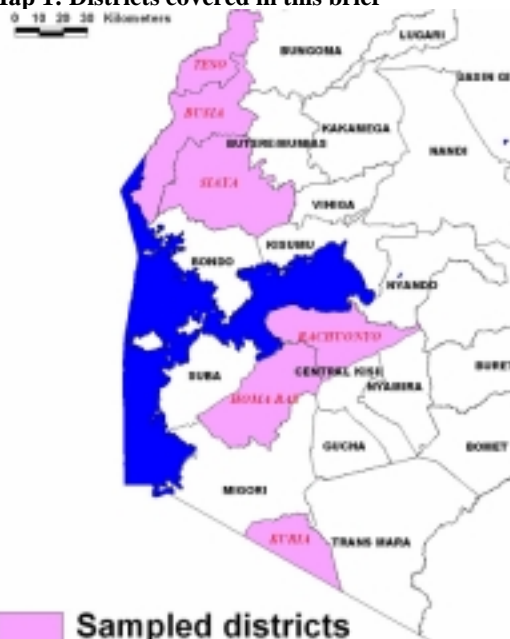 Map 1: Districts covered in this brief
0 10 20 30 Kilometers
LUGARI
BUNGOMA
TESO
BUSIA
KAKAMEGA
BUTERE/MUMIAS
NANDI
SIAYA
VIHIGA
KISUMU
BONDO
NYANDO
RACHUONYO
CENTRAL KISII
SUBA
NYAMIRA
BURET
HOMA BAY
GUCHA
BOMET
MIGORI
KURIA
TRANS MARA
Sampled districts